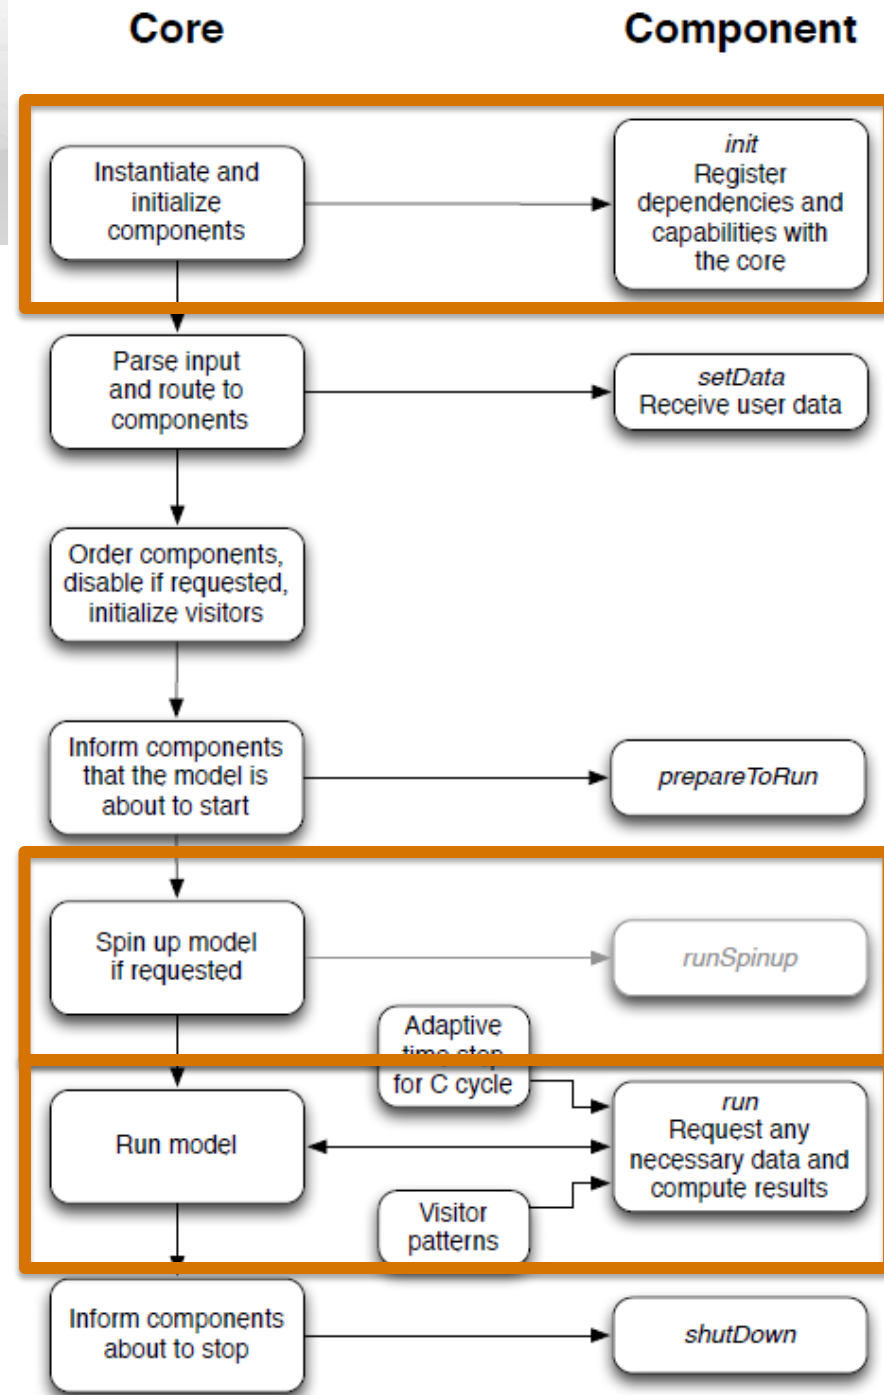 Core
Component
Instantiate and
initialize
components
init
Register
dependencies and
capabilities with
the core
Parse input
and route to
components
setData
Receive user data
Order components,
disable if requested,
initialize visitors
Inform components
that the model is
about to start
prepareToRun
Spin up model
if requested
runSpinup
Adaptive
time step
for C cycle
Run model
run
Request any
necessary data and
compute results
Visitor
patterns
Inform components
about to stop
shutDown